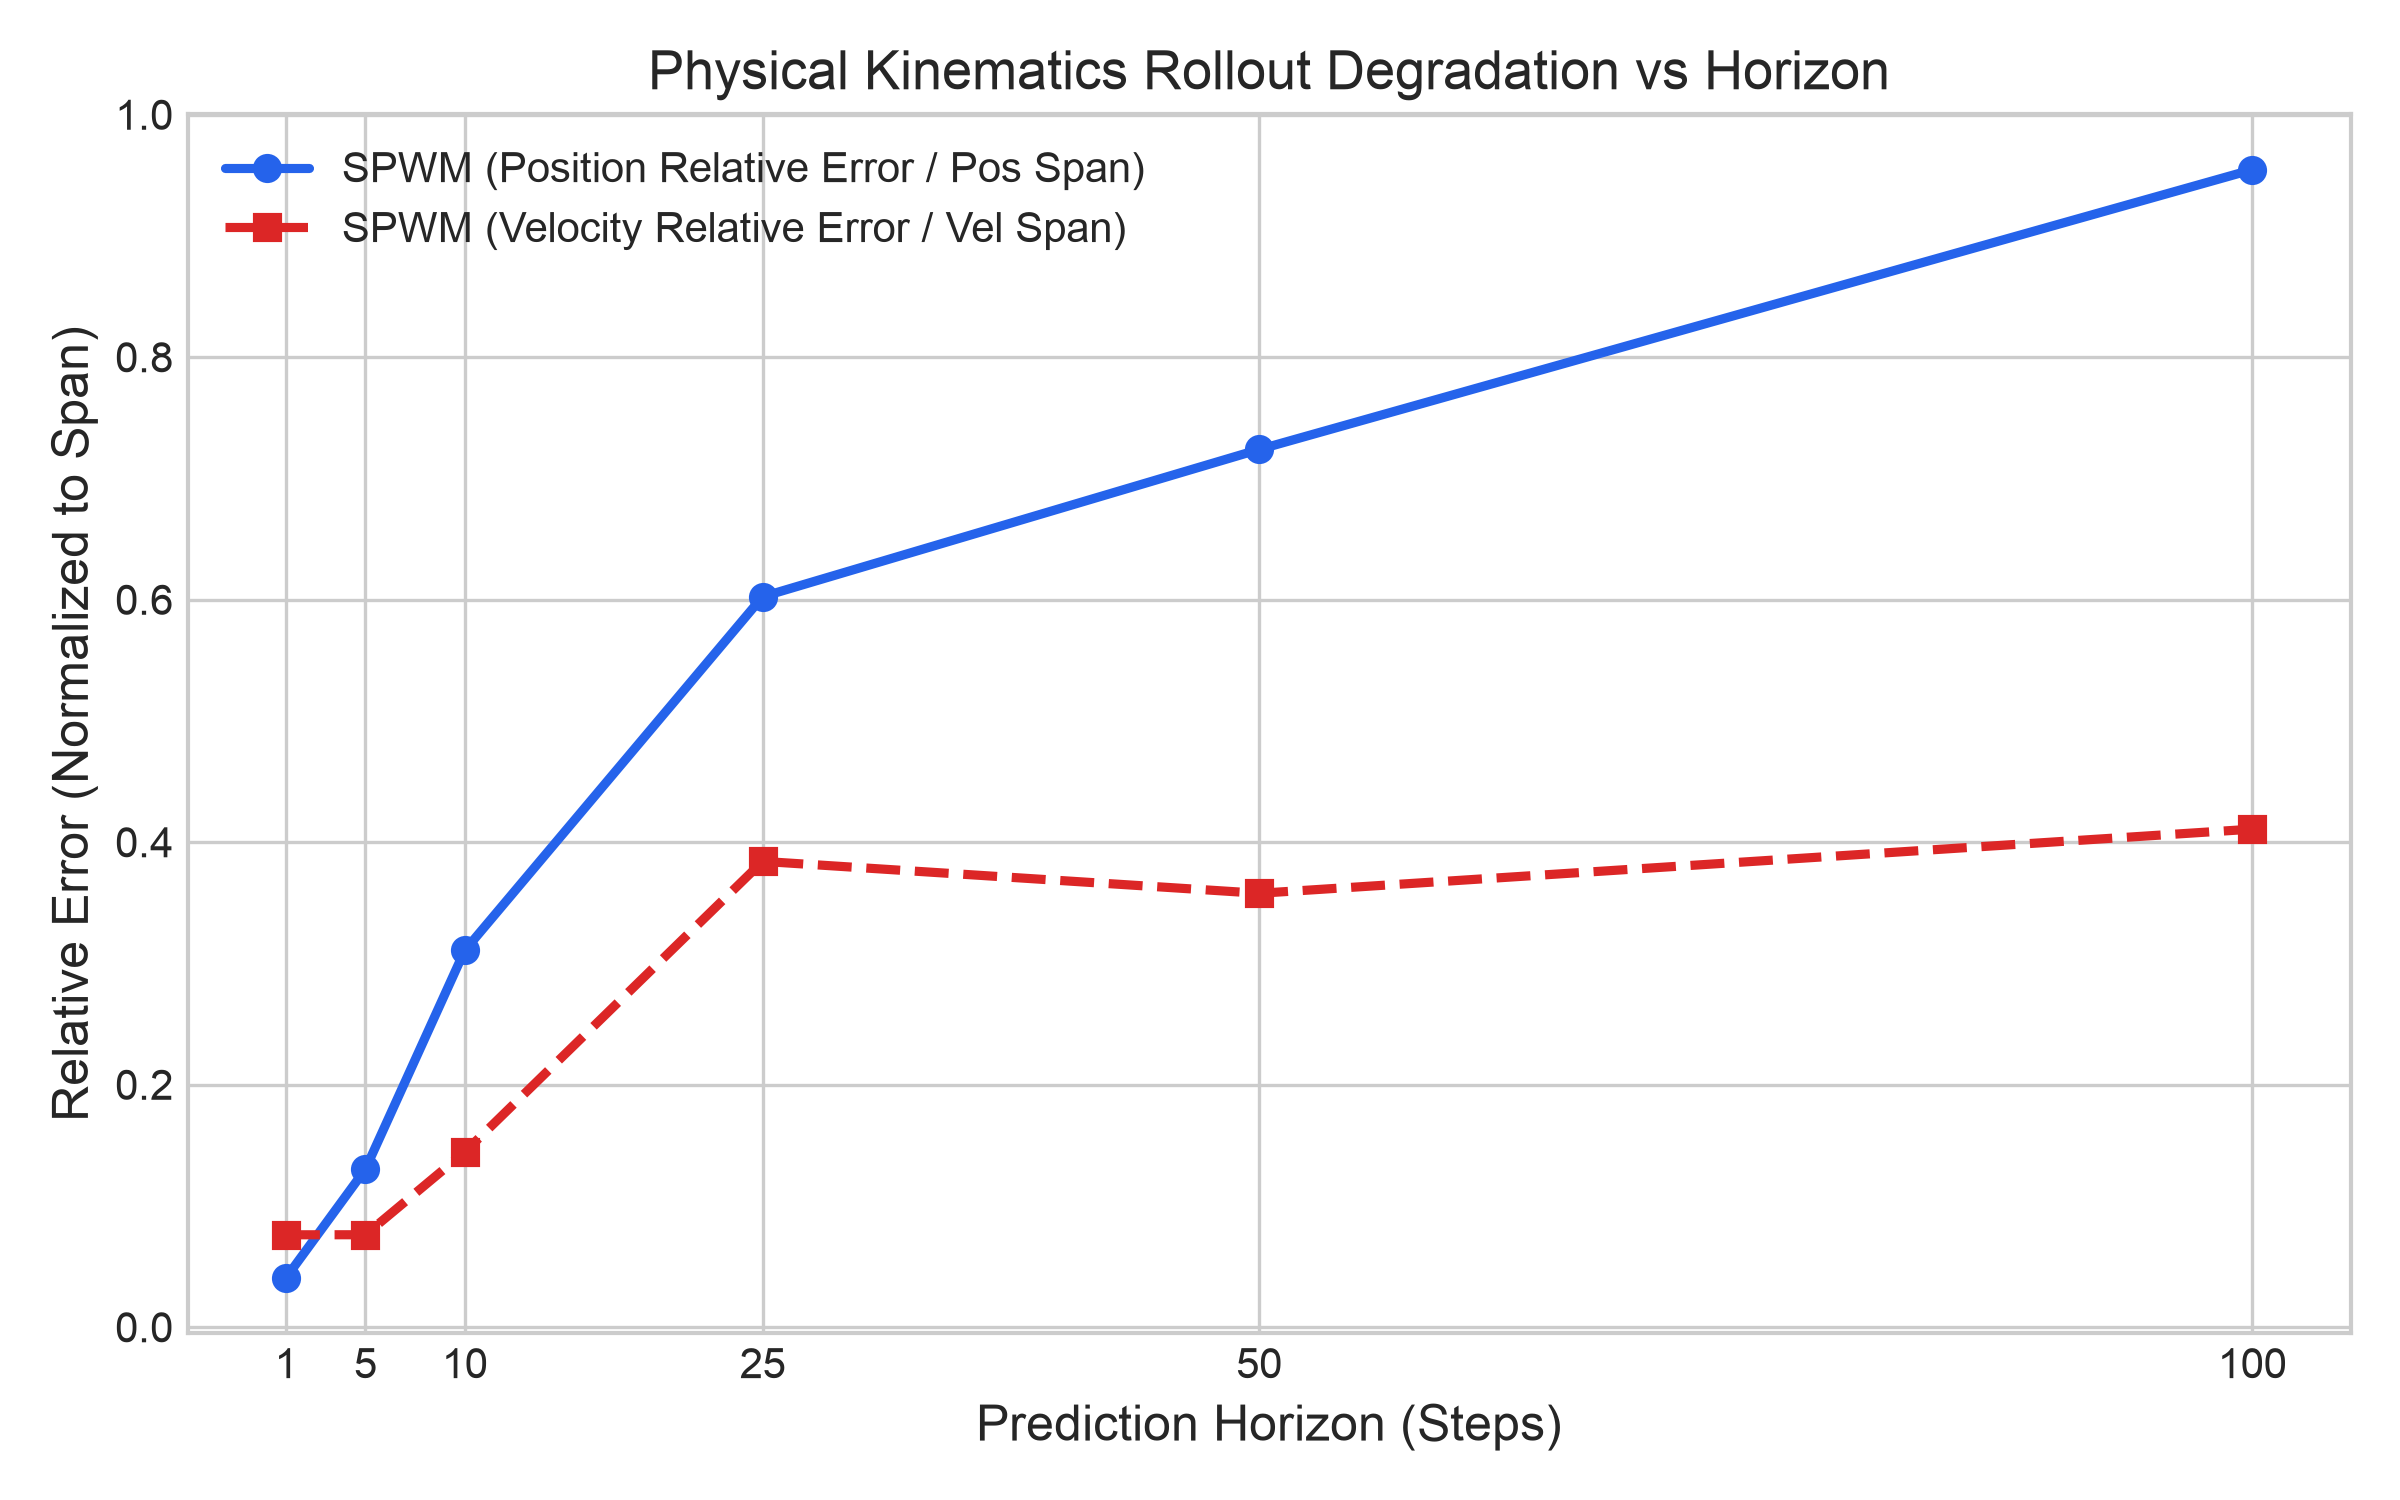 Physical Kinematics Rollout Degradation vs Horizon
SPWM (Position Relative Error / Pos Span)
SPWM (Velocity Relative Error / Vel Span)
Relative Error (Normalized to Span)
1.0
0.8
0.6
0.4
0.2
0.0
1 5 10 25 50 100
Prediction Horizon (Steps)